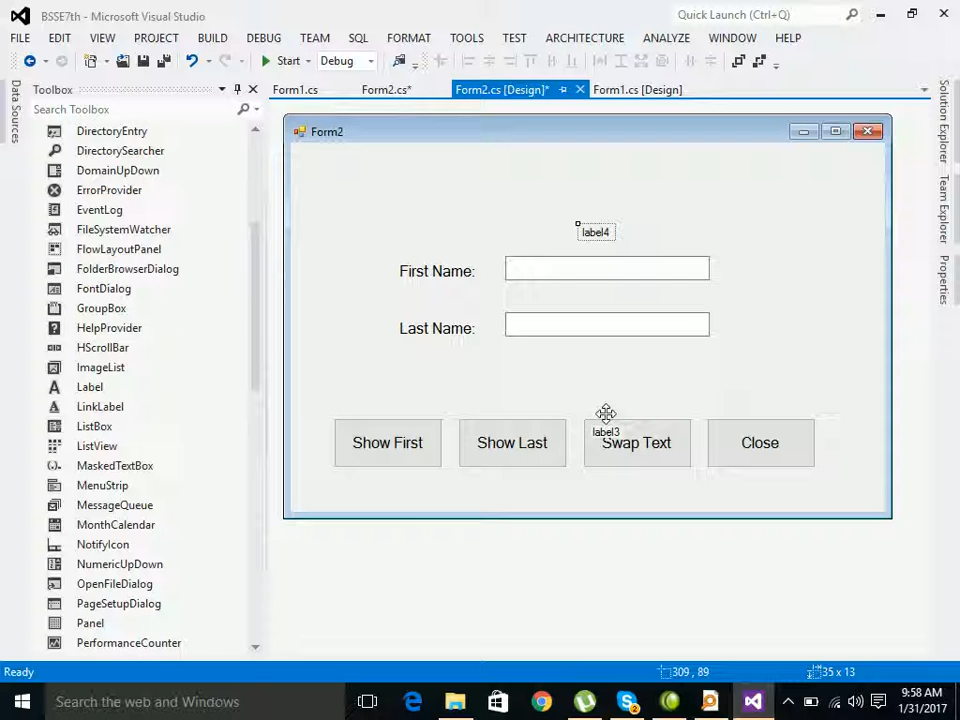 BSSE7th - Microsoft Visual Studio
Quick Launch (Ctrl+Q)
FILE EDIT VIEW PROJECT BUILD DEBUG TEAM SQL FORMAT TOOLS TEST ARCHITECTURE ANALYZE WINDOW HELP
Start Debug
Data Sources
Toolbox
Search Toolbox
DirectoryEntry
DirectorySearcher
DomainUpDown
ErrorProvider
EventLog
FileSystemWatcher
FlowLayoutPanel
FolderBrowserDialog
FontDialog
GroupBox
HelpProvider
HScrollBar
ImageList
Label
LinkLabel
ListBox
ListView
MaskedTextBox
MenuStrip
MessageQueue
MonthCalendar
NotifyIcon
NumericUpDown
OpenFileDialog
PageSetupDialog
Panel
PerformanceCounter
Form1.cs Form2.cs* Form2.cs [Design]* Form1.cs [Design]
Form2
label4
First Name:
Last Name:
label3
Show First Show Last Swap Text Close
Solution Explorer
Team Explorer
Properties
Ready 309 , 89 35 x 13
Search the web and Windows
2
9:58 AM
1/31/2017